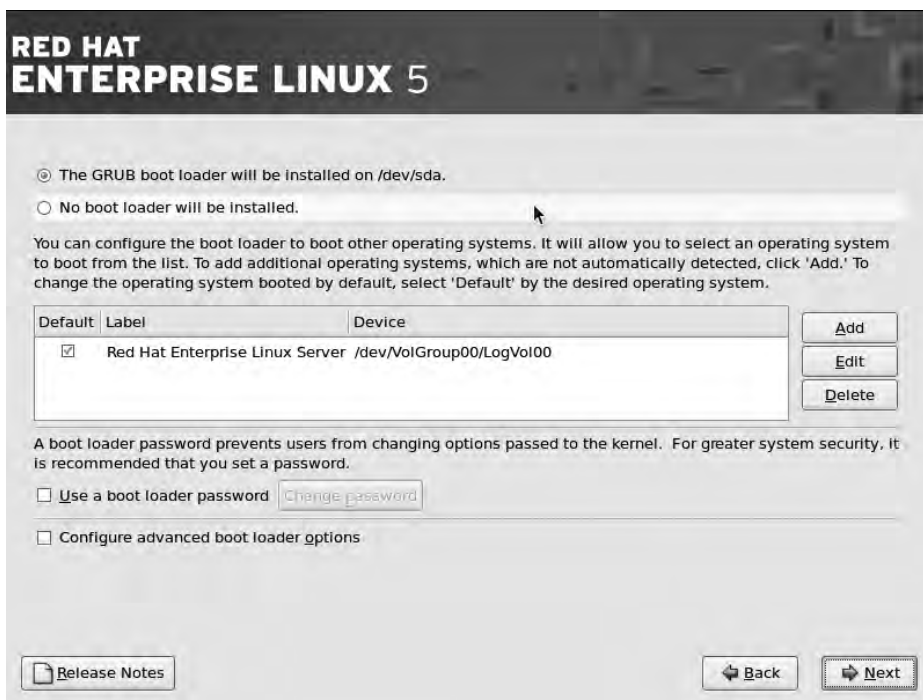 RED HAT
ENTERPRISE LINUX 5
The GRUB boot loader will be installed on /dev/sda.
No boot loader will be installed.
You can configure the boot loader to boot other operating systems. It will allow you to select an operating system
to boot from the list. To add additional operating systems, which are not automatically detected, click 'Add.' To
change the operating system booted by default, select 'Default' by the desired operating system.
Default Label Device
Red Hat Enterprise Linux Server /dev/VolGroup00/LogVol00
Add
Edit
Delete
A boot loader password prevents users from changing options passed to the kernel. For greater system security, it
is recommended that you set a password.
Use a boot loader password Change password
Configure advanced boot loader options
Release Notes Back Next